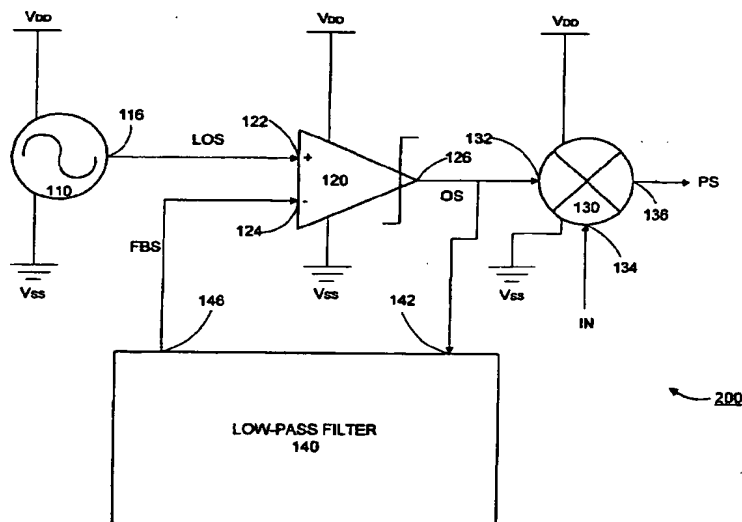 VDD
VDD
VDD
116
LOS
122
+
120
126
132
110
124
-
OS
130
136
PS
FBS
134
VSS
VSS
VSS
146
142
IN
LOW-PASS FILTER
140
200